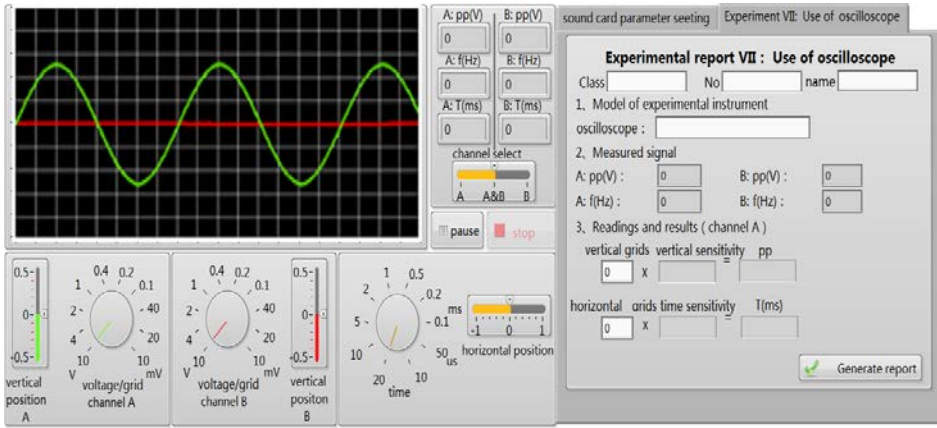 A: pp(V) B: pp(V)
0 0
A: f(Hz) B: f(Hz)
0 0
A: T(ms) B: T(ms)
0 0
channel select
A A&B B
pause stop
0.5
0
-0.5
vertical
position
A
0.4 0.2
1 0.1
2 40
4 20
10 10
V mV
voltage/grid
channel A
0.4 0.2
1 0.1
2 40
4 20
10 10
V mV
voltage/grid
channel B
0.5
0
-0.5
vertical
positon
B
1 0.5
2 0.2
ms
5 0.1
10 50
us
20 10
time
-1 0 1
horizontal position
sound card parameter seeting Experiment VII: Use of oscilloscope
Experimental report VII : Use of oscilloscope
Class No name
1、Model of experimental instrument
oscilloscope :
2、Measured signal
A: pp(V) : 0 B: pp(V) : 0
A: f(Hz) : 0 B: f(Hz) : 0
3、Readings and results ( channel A )
vertical grids vertical sensitivity pp
0 x =
horizontal grids time sensitivity T(ms)
0 x =
Generate report